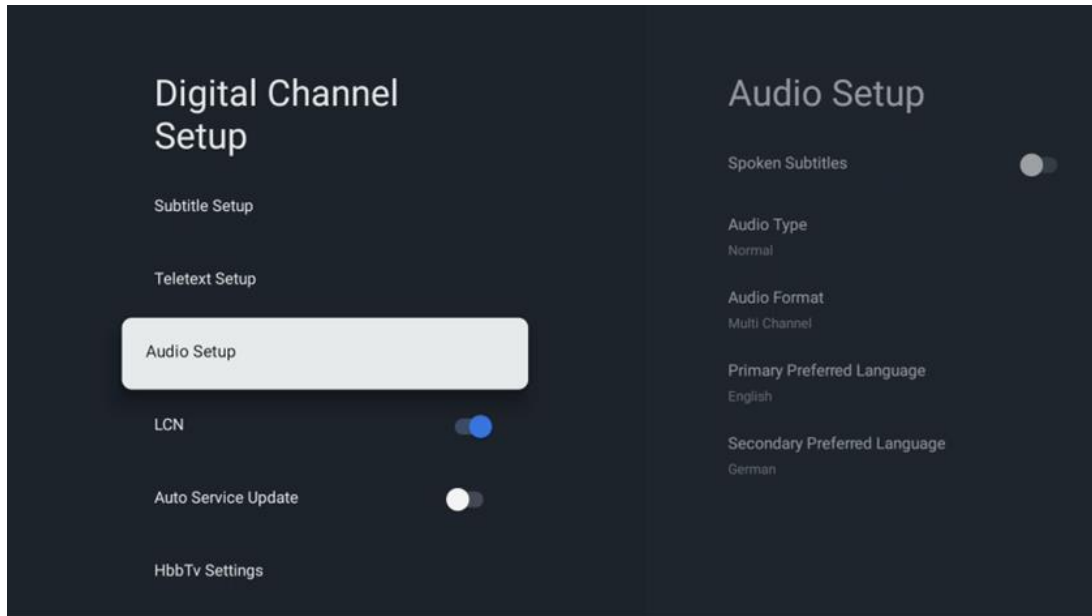 Digital Channel
Setup
Subtitle Setup
Teletext Setup
Audio Setup
LCN
Auto Service Update
HbbTv Settings
Audio Setup
Spoken Subtitles
Audio Type
Normal
Audio Format
Multi Channel
Primary Preferred Language
English
Secondary Preferred Language
German